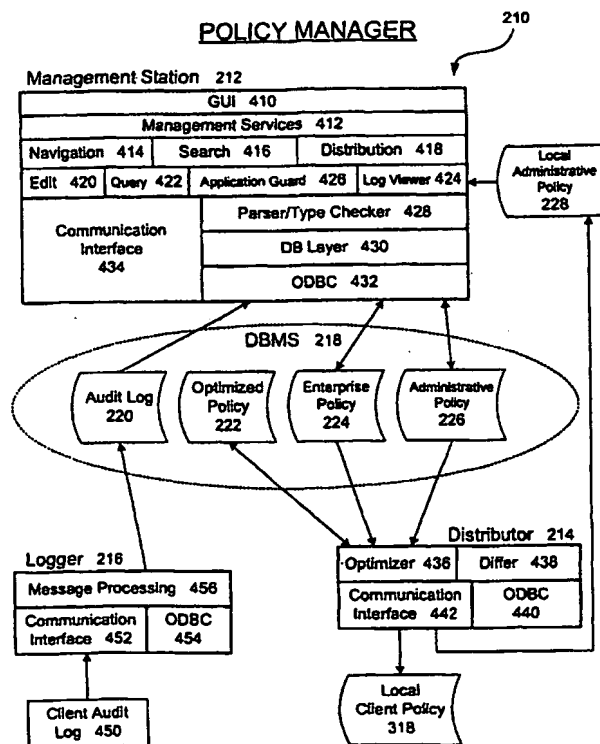 POLICY MANAGER
210
Management Station 212
GUI 410
Management Services 412
Navigation 414 Search 416 Distribution 418
Edit 420 Query 422 Application Guard 426 Log Viewer 424
Communication
Interface
434
Parser/Type Checker 428
DB Layer 430
ODBC 432
Local
Administrative
Policy
228
DBMS 218
Audit Log
220
Optimized
Policy
222
Enterprise
Policy
224
Administrative
Policy
226
Logger 216
Message Processing 456
Communication
Interface 452
ODBC
454
Client Audit
Log 450
Distributor 214
Optimizer 436 Differ 438
Communication
Interface 442
ODBC
440
Local
Client Policy
318